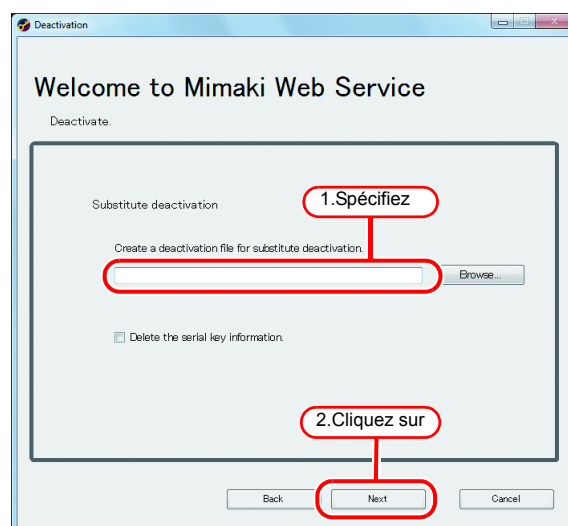 Deactivation
Welcome to Mimaki Web Service
Deactivate.
Substitute deactivation
1.Spécifiez
Create a deactivation file for substitute deactivation.
Browse...
Delete the serial key information.
2.Cliquez sur
Back
Next
Cancel